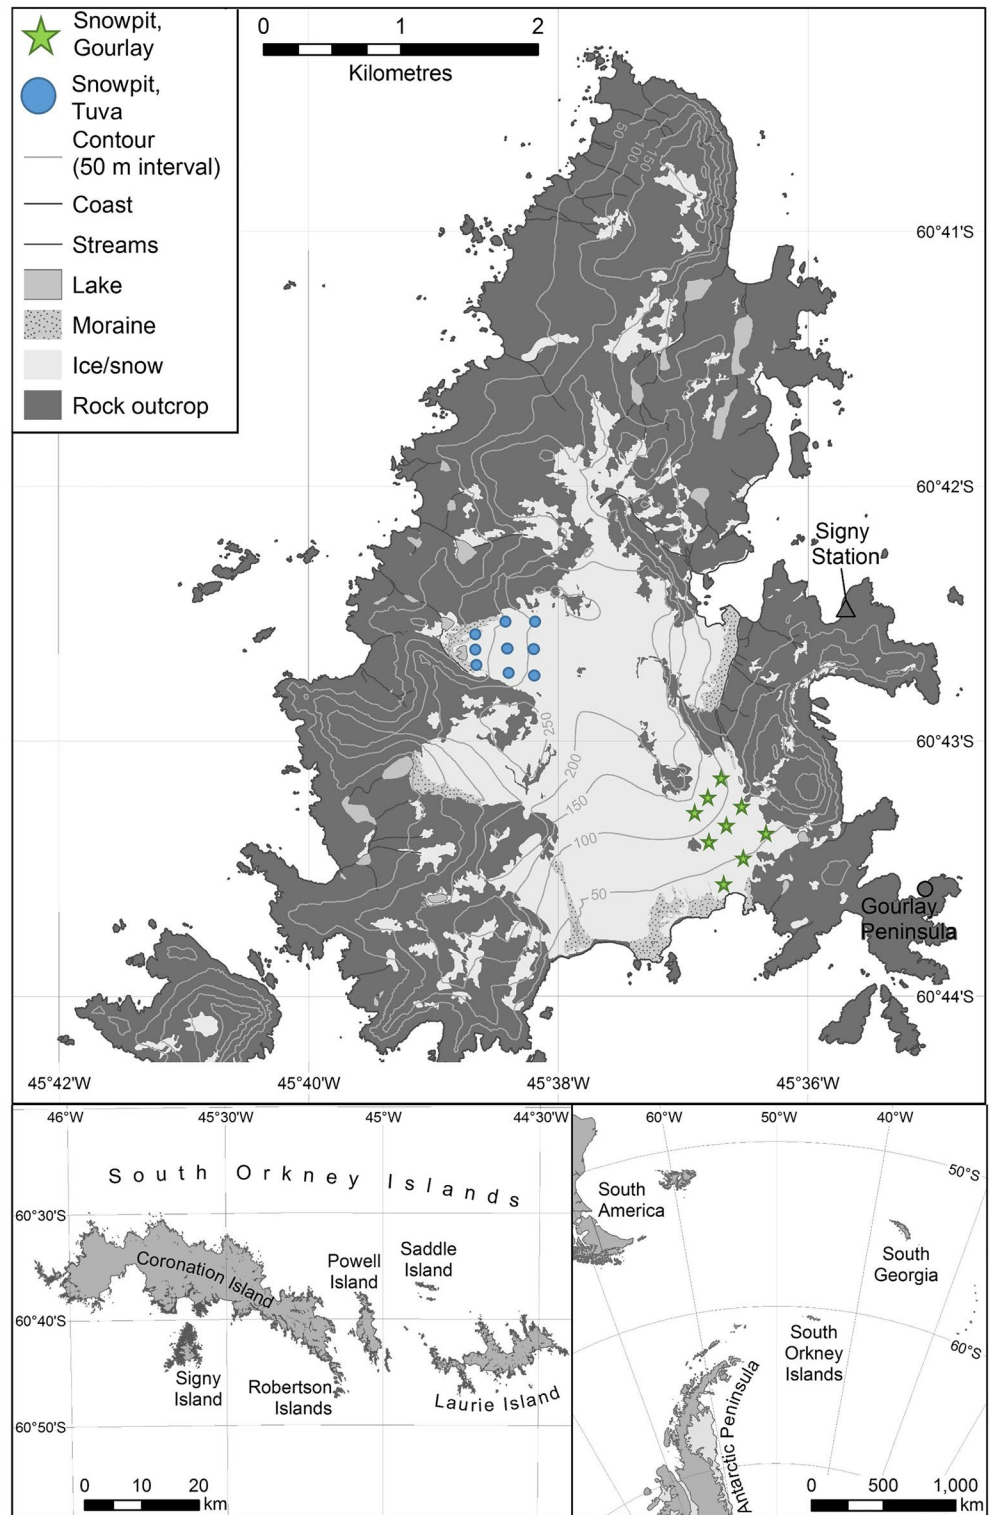 Snowpit,
Gourlay
Snowpit,
Tuva
Contour
(50 m interval)
Coast
Streams
Lake
Moraine
Ice/snow
Rock outcrop
0 1 2
Kilometres
50
100
150
60°41'S
60°42'S
Signy
Station
60°43'S
250
200
150
100
50
Gourlay
Peninsula
60°44'S
45°42'W 45°40'W 45°38'W 45°36'W
46°W 45°30'W 45°W 44°30'W
South Orkney Islands
60°30'S
Coronation Island
Powell
Island
Saddle
Island
60°40'S
Signy
Island
Robertson
Islands
Laurie Island
60°50'S
0 10 20
km
60°W 50°W 40°W
50°S
South
America
South
Georgia
South
Orkney
Islands
60°S
Antarctic Peninsula
0 500 1,000
km